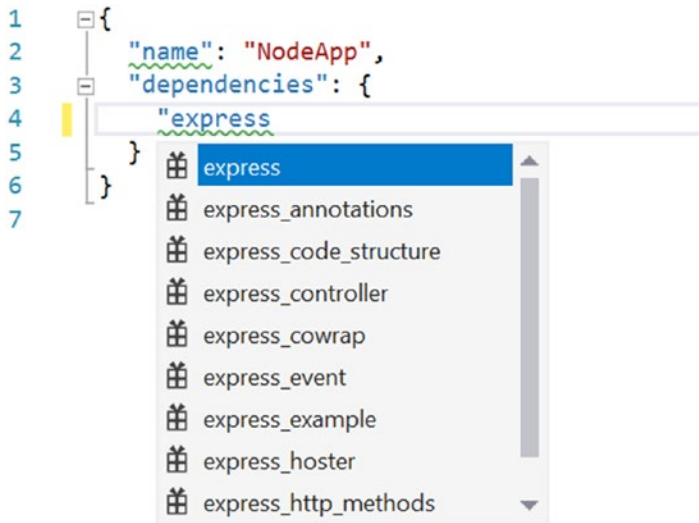 1 {
2 "name": "NodeApp",
3 "dependencies": {
4 "express
5 }
6 }
7
express
express_annotations
express_code_structure
express_controller
express_cowrap
express_event
express_example
express_hoster
express_http_methods